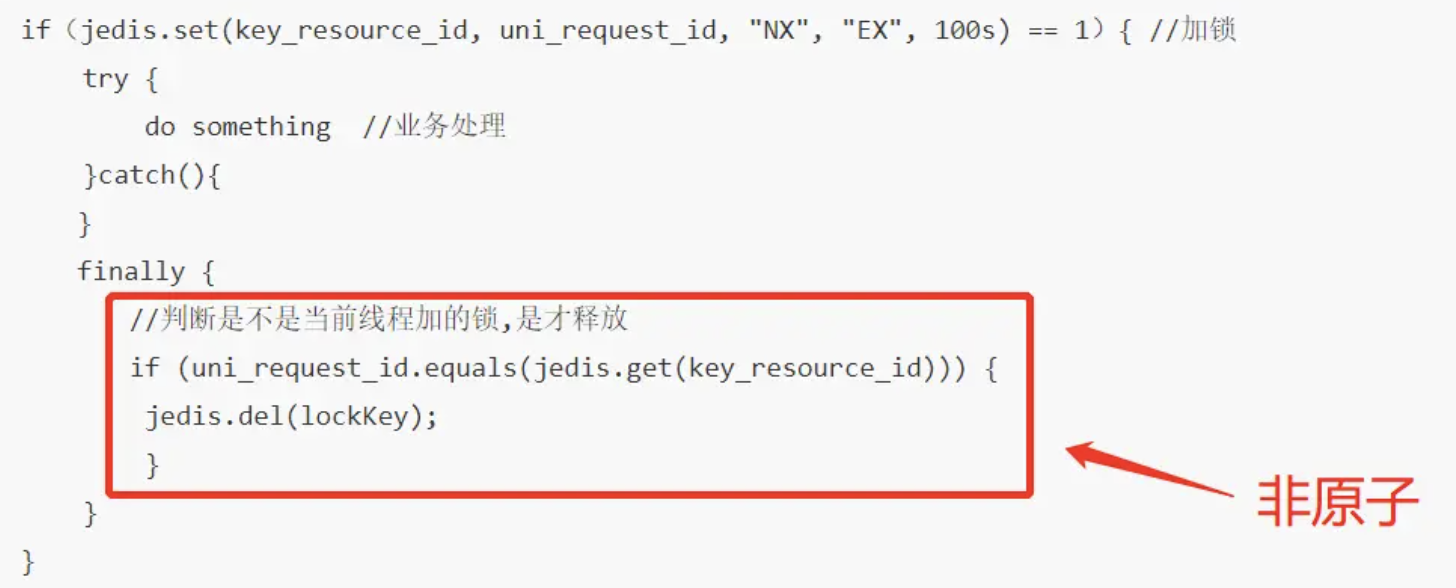 if（jedis.set(key_resource_id, uni_request_id, "NX", "EX", 100s) == 1）{ //加锁
try {
do something //业务处理
}catch(){
}
finally {
//判断是不是当前线程加的锁,是才释放
if (uni_request_id.equals(jedis.get(key_resource_id))) {
jedis.del(lockKey);
}
非原子
}
}